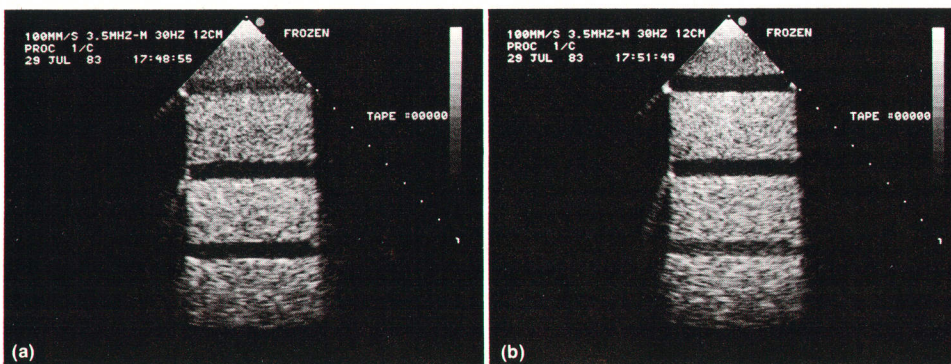 100MM/S 3.5MHZ-M 30HZ 12CM FROZEN
PROC 1/C
29 JUL 83 17:48:55
TAPE #00000
(a)
100MM/S 3.5MHZ-M 30HZ 12CM FROZEN
PROC 1/C
29 JUL 83 17:51:49
TAPE #00000
(b)